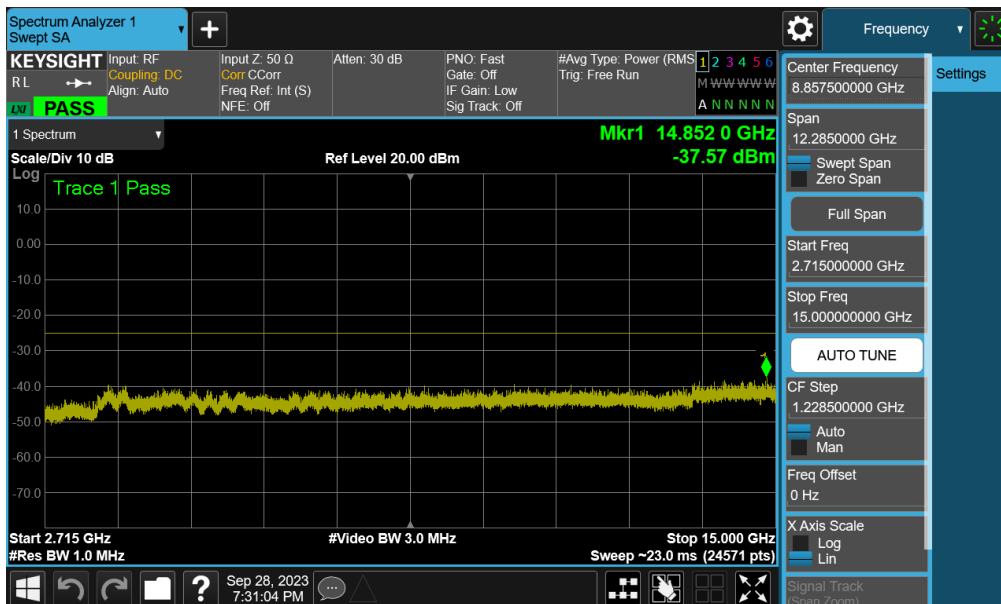 Spectrum Analyzer 1
Swept SA
Frequency
KEYSIGHT
Input: RF
Coupling: DC
Align: Auto
Input Z: 50 Ω
Corr CCorr
Freq Ref: Int (S)
NFE: Off
Atten: 30 dB
PNO: Fast
Gate: Off
IF Gain: Low
Sig Track: Off
#Avg Type: Power (RMS
Trig: Free Run
1 2 3 4 5 6
M W W W W W
A N N N N N
R L
LXI
PASS
1 Spectrum
Scale/Div 10 dB
Ref Level 20.00 dBm
Mkr1 14.852 0 GHz
-37.57 dBm
Log
Trace 1 Pass
10.0
0.00
-10.0
-20.0
-30.0
-40.0
-50.0
-60.0
-70.0
1
Start 2.715 GHz
#Res BW 1.0 MHz
#Video BW 3.0 MHz
Stop 15.000 GHz
Sweep ~23.0 ms (24571 pts)
Center Frequency
8.857500000 GHz
Settings
Span
12.2850000 GHz
Swept Span
Zero Span
Full Span
Start Freq
2.715000000 GHz
Stop Freq
15.000000000 GHz
AUTO TUNE
CF Step
1.228500000 GHz
Auto
Man
Freq Offset
0 Hz
X Axis Scale
Log
Lin
Signal Track
(Span Zoom)
?
Sep 28, 2023
7:31:04 PM